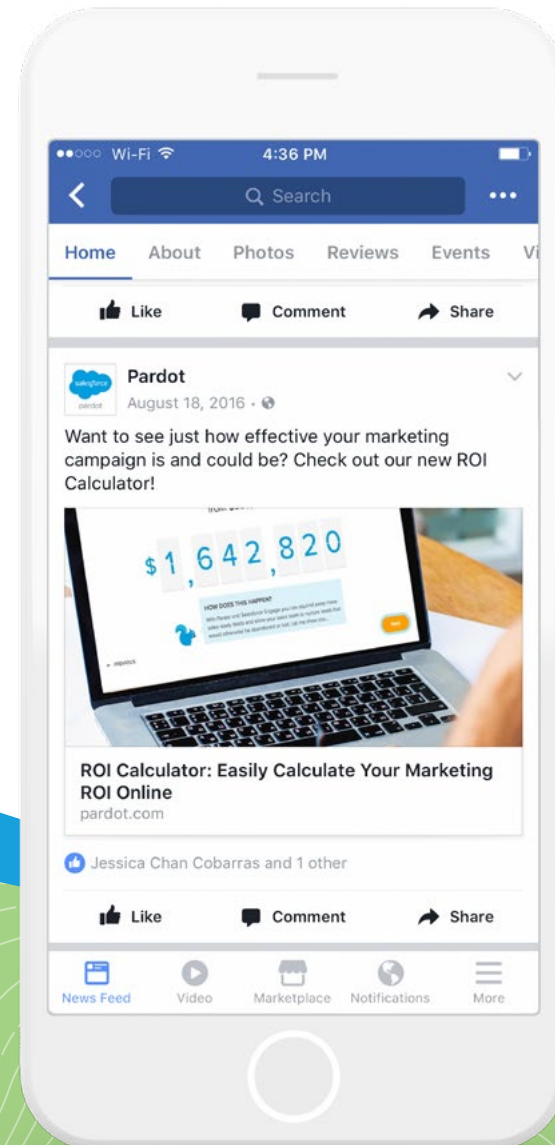 Wi-Fi 4:36 PM
Search
Home About Photos Reviews Events Vi
Like Comment Share
salesforce
pardot
Pardot
August 18, 2016
Want to see just how effective your marketing
campaign is and could be? Check out our new ROI
Calculator!
$1,642,820
HOW DOES THIS HAPPEN?
ROI Calculator: Easily Calculate Your Marketing
ROI Online
pardot.com
Jessica Chan Cobarras and 1 other
Like Comment Share
News Feed Video Marketplace Notifications More